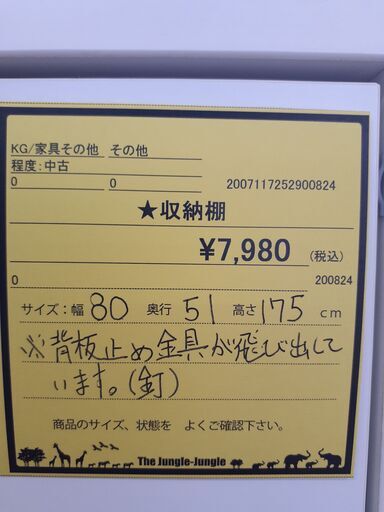 KG/家具その他 その他
程度:中古
0 0 2007117252900824
★収納棚
¥7,980 (税込)
0 200824
サイズ:幅 80 奥行 51 高さ 175 cm
※背板止め金具が飛び出して
います。(釘)
商品のサイズ、状態を よくご確認下さい。
The Jungle-Jungle